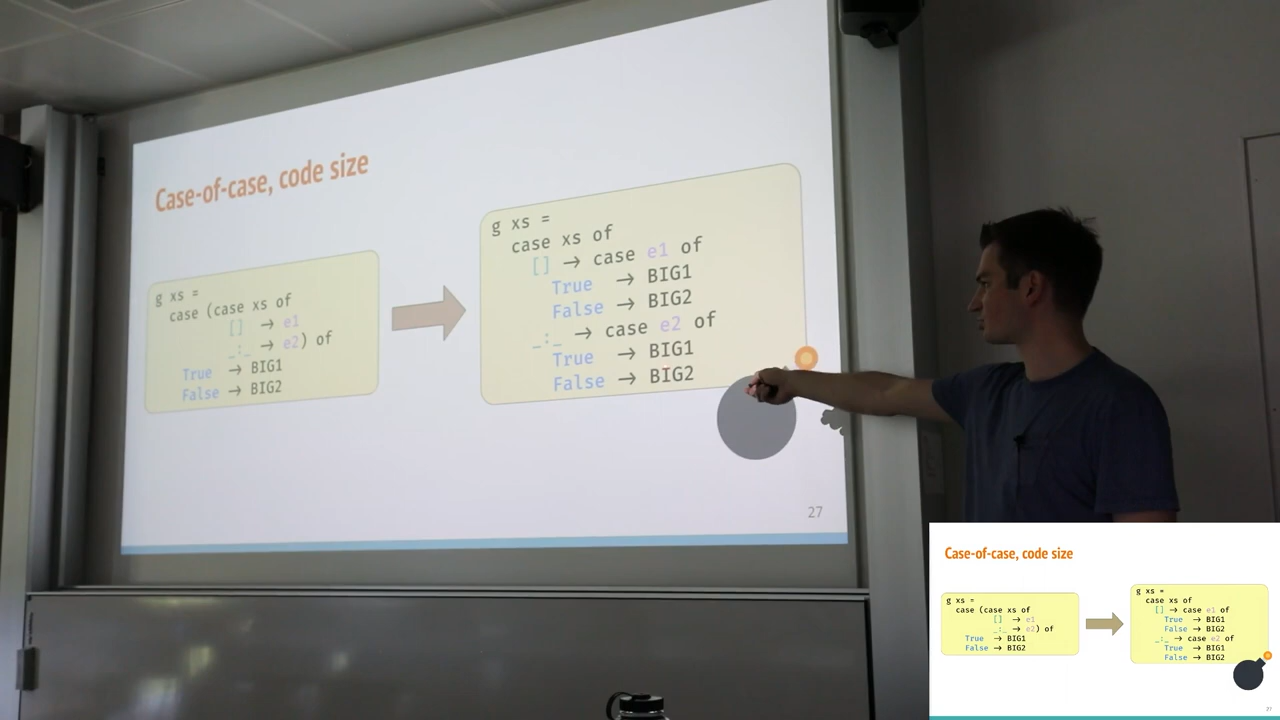 Case-of-case, code size
g xs =
case (case xs of
[] → e1
_:_ → e2) of
True → BIG1
False → BIG2
g xs =
case xs of
[] → case e1 of
True → BIG1
False → BIG2
_:_ → case e2 of
True → BIG1
False → BIG2
27
Case-of-case, code size
g xs =
case (case xs of
[] → e1
_:_ → e2) of
True → BIG1
False → BIG2
g xs =
case xs of
[] → case e1 of
True → BIG1
False → BIG2
_:_ → case e2 of
True → BIG1
False → BIG2
27